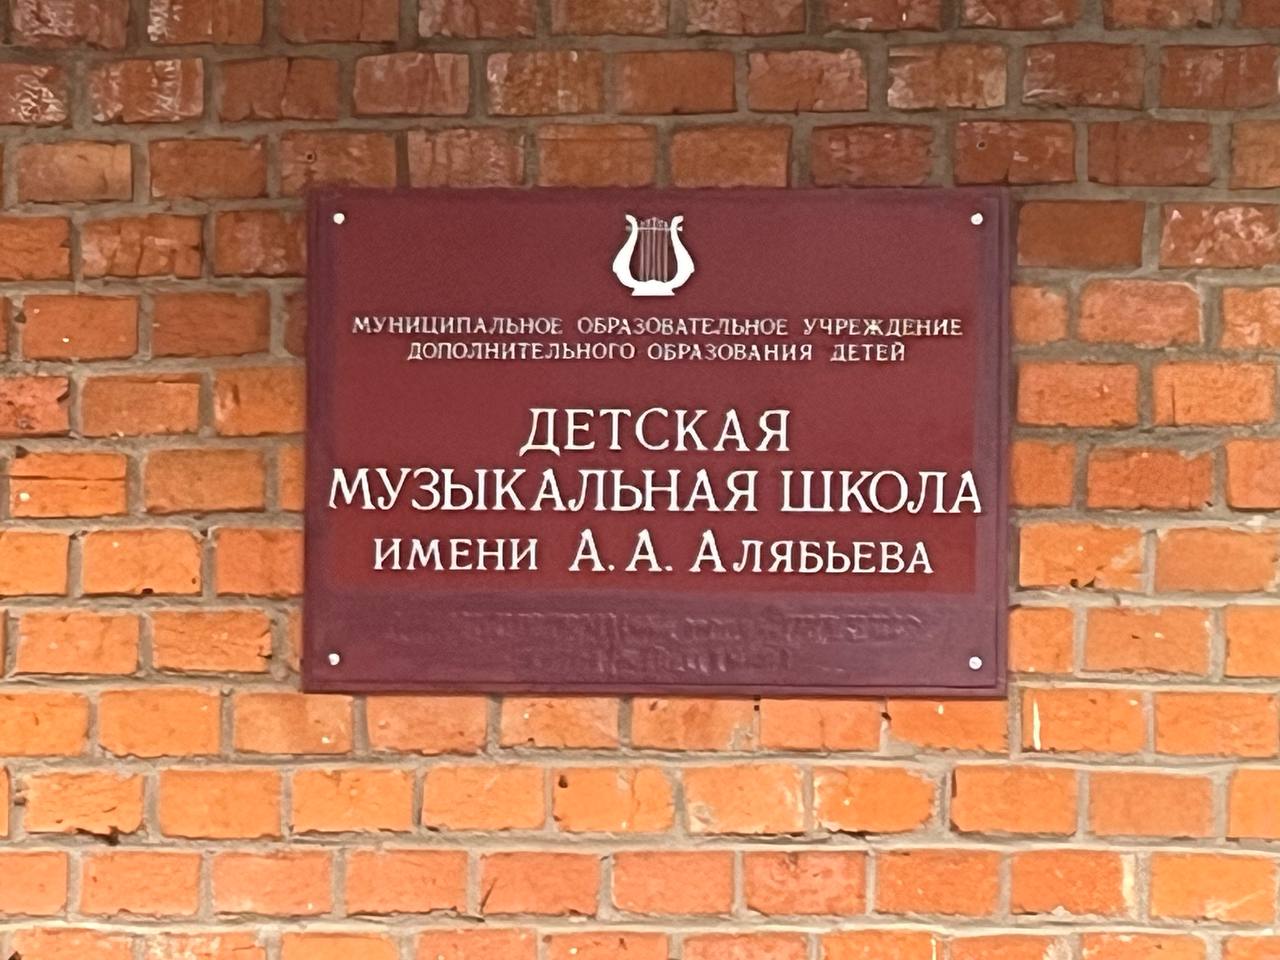 МУНИЦИПАЛЬНОЕ ОБРАЗОВАТЕЛЬНОЕ УЧРЕЖДЕНИЕ
ДОПОЛНИТЕЛЬНОГО ОБРАЗОВАНИЯ ДЕТЕЙ
ДЕТСКАЯ
МУЗЫКАЛЬНАЯ ШКОЛА
ИМЕНИ А. А. АЛЯБЬЕВА